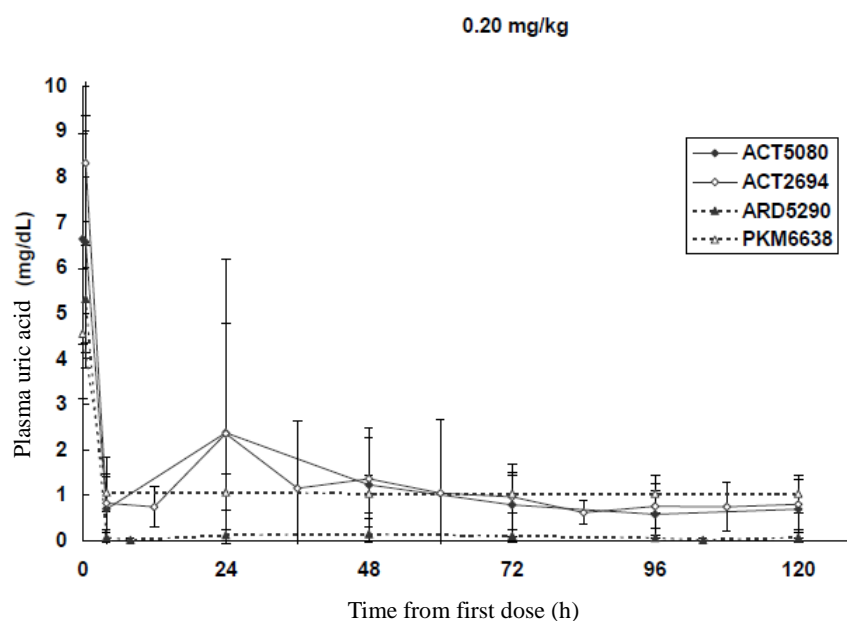 0.20 mg/kg
10
9
8
7
6
5
4
3
2
1
0
Plasma uric acid (mg/dL)
ACT5080
ACT2694
ARD5290
PKM6638
0 24 48 72 96 120
Time from first dose (h)